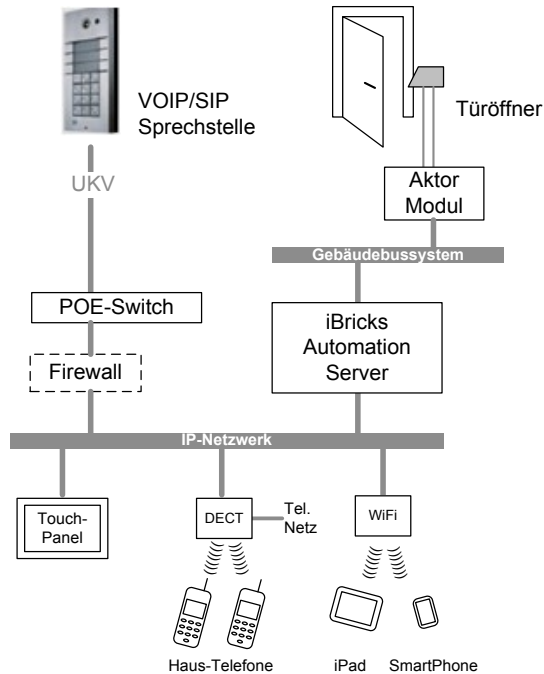 VOIP/SIP
Sprechstelle
Türöffner
UKV
Aktor
Modul
Gebäudebussystem
POE-Switch
iBricks
Automation
Server
Firewall
IP-Netzwerk
Touch-
Panel
DECT
Tel.
Netz
WiFi
Haus-Telefone
iPad
SmartPhone